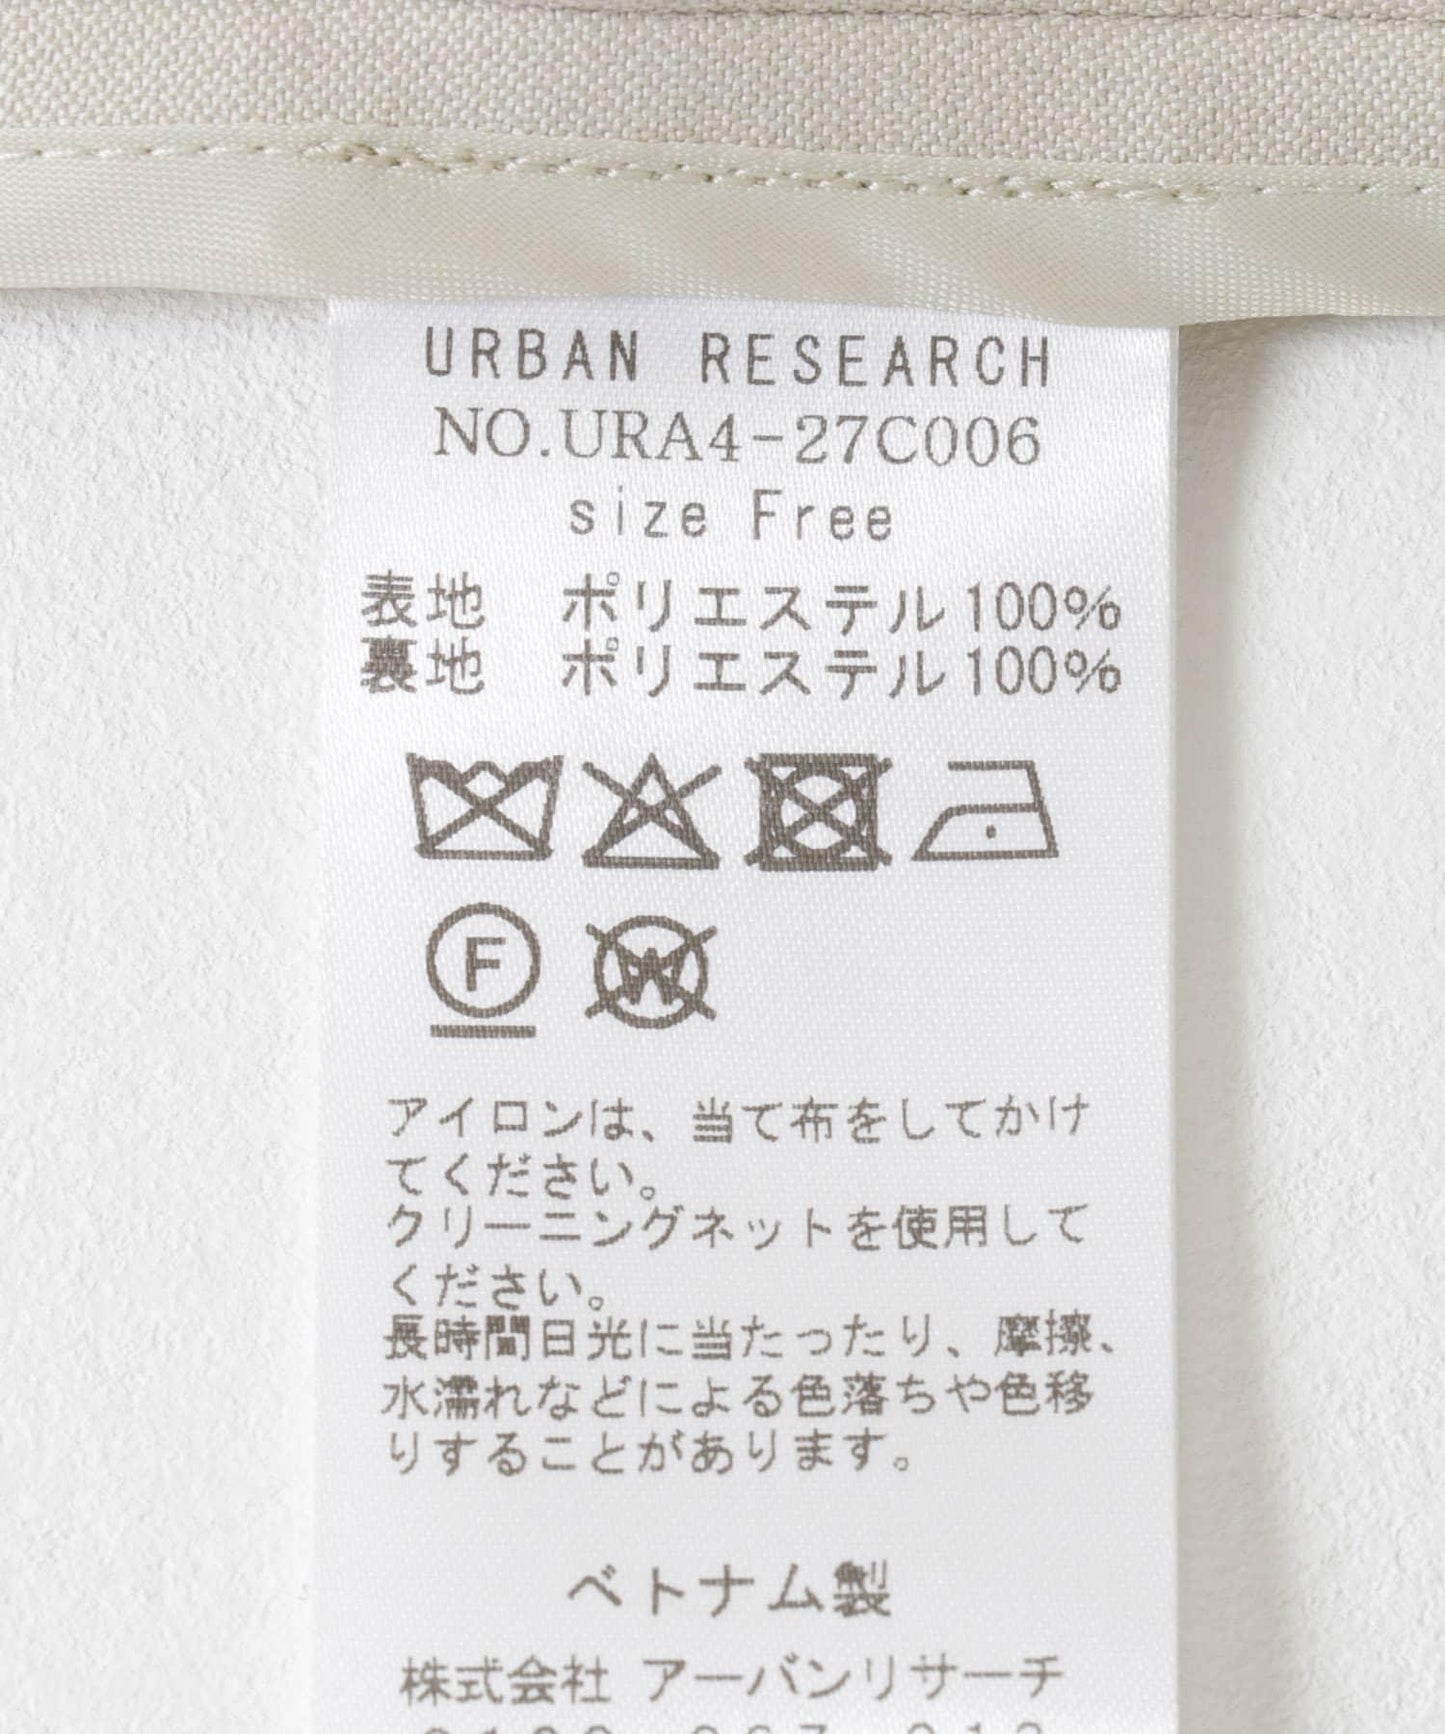 URBAN RESEARCH
NO.URA4-27C006
size Free
表地　ポリエステル100%
裏地　ポリエステル100%
F
W
アイロンは、当て布をしてかけ
てください。
クリーニングネットを使用して
ください。
長時間日光に当たったり、摩擦、
水濡れなどによる色落ちや色移
りすることがあります。
ベトナム製
株式会社 アーバンリサーチ